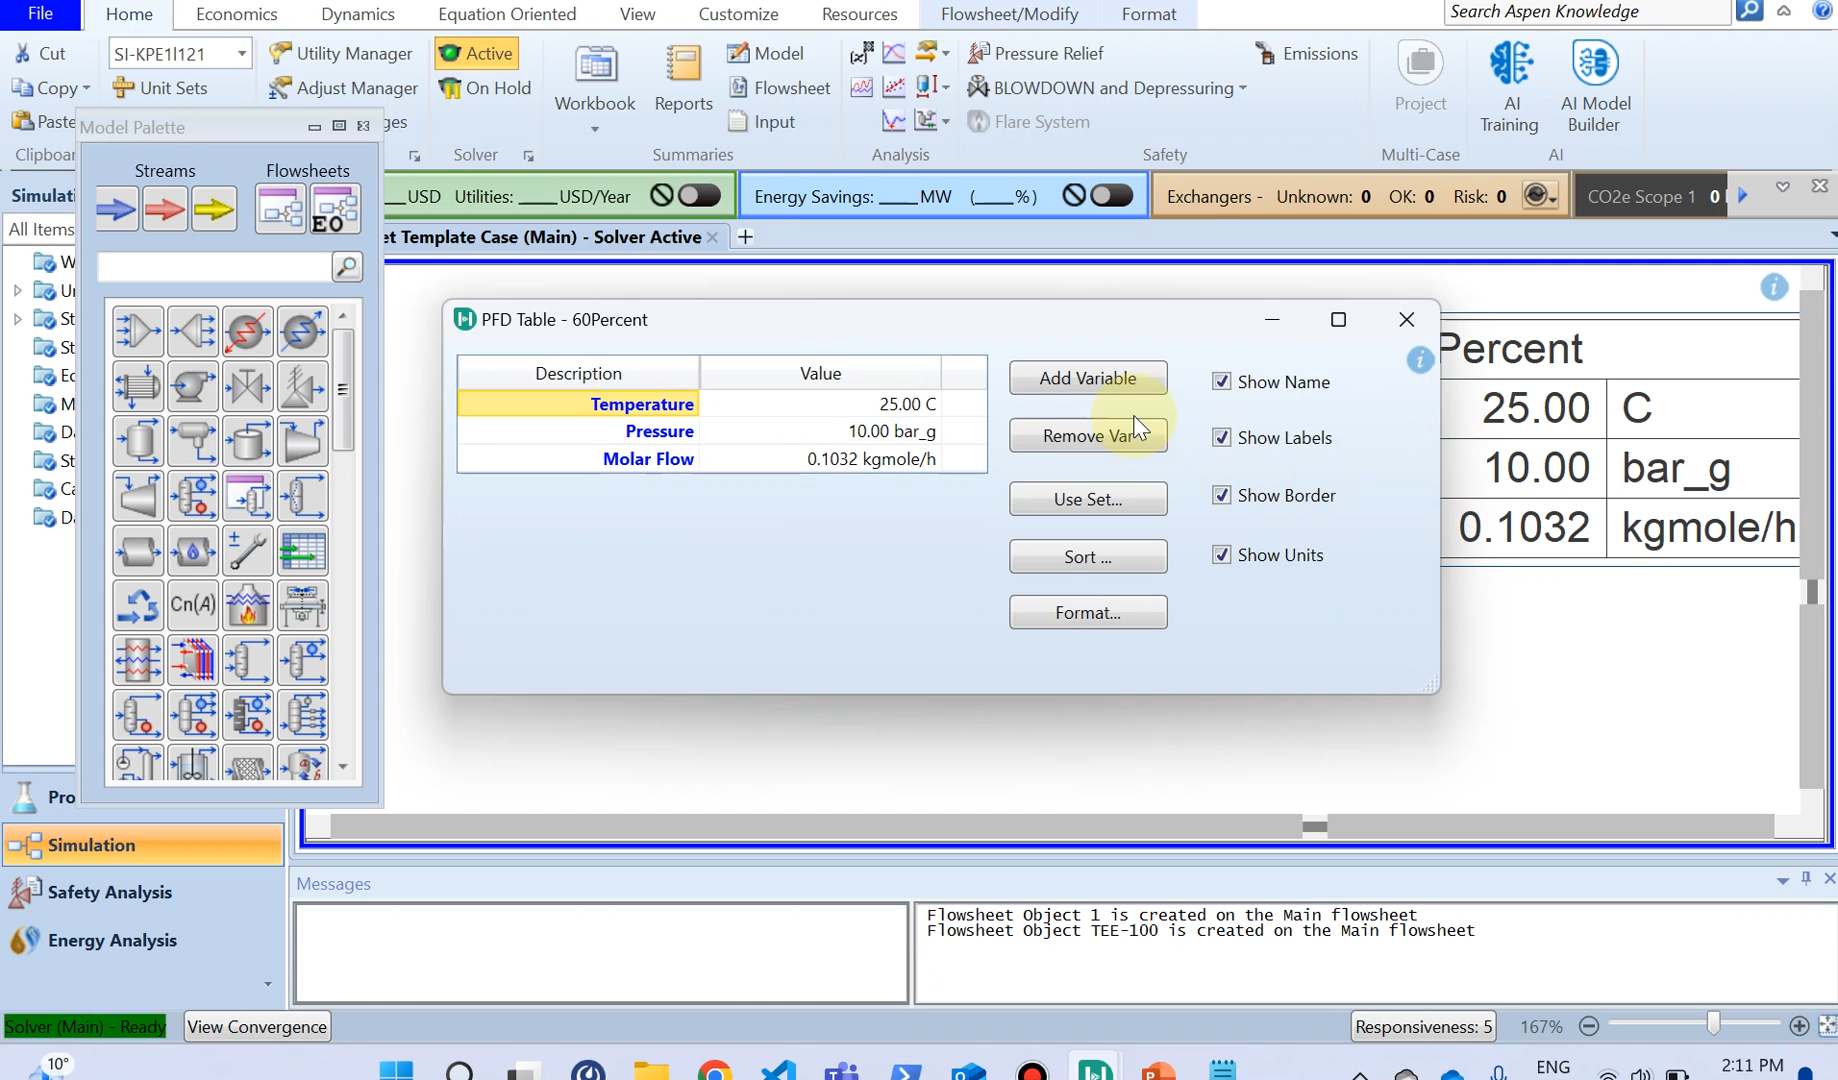 File Home Economics Dynamics Equation Oriented View Customize Resources Flowsheet/Modify Format Search Aspen Knowledge
Cut SI-KPE1I121 Utility Manager Active Model Pressure Relief Emissions
Copy Unit Sets Adjust Manager On Hold Workbook Reports Flowsheet BLOWDOWN and Depressuring Project AI Training AI Model Builder
Paste Input Flare System
Clipboar Solver Summaries Analysis Safety Multi-Case AI
Model Palette
Streams Flowsheets
EO
Cn(A)
USD Utilities: ____ USD/Year Energy Savings: ____ MW (____%) Exchangers - Unknown: 0 OK: 0 Risk: 0 CO2e Scope 1 0
Simulati
All Items
et Template Case (Main) - Solver Active
PFD Table - 60Percent
Description Value
Temperature 25.00 C
Pressure 10.00 bar_g
Molar Flow 0.1032 kgmole/h
Add Variable
Remove Var
Use Set...
Sort ...
Format...
Show Name
Show Labels
Show Border
Show Units
Percent
25.00 C
10.00 bar_g
0.1032 kgmole/h
Pro
Simulation
Safety Analysis
Energy Analysis
Messages
Flowsheet Object 1 is created on the Main flowsheet
Flowsheet Object TEE-100 is created on the Main flowsheet
Solver (Main) - Ready View Convergence Responsiveness: 5 167%
10° ENG 2:11 PM